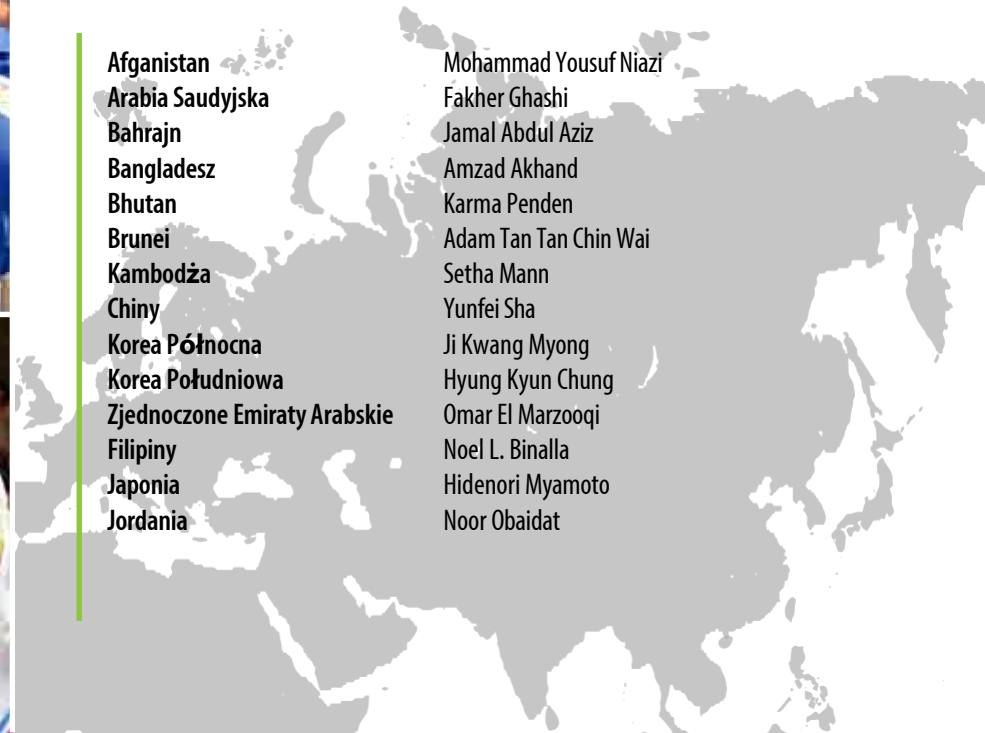 Afganistan Mohammad Yousuf Niazi
Arabia Saudyjska Fakher Ghashi
Bahrajn Jamal Abdul Aziz
Bangladesz Amzad Akhand
Bhutan Karma Penden
Brunei Adam Tan Tan Chin Wai
Kambodża Setha Mann
Chiny Yunfei Sha
Korea Północna Ji Kwang Myong
Korea Południowa Hyung Kyun Chung
Zjednoczone Emiraty Arabskie Omar El Marzooqi
Filipiny Noel L. Binalla
Japonia Hidenori Myamoto
Jordania Noor Obaidat